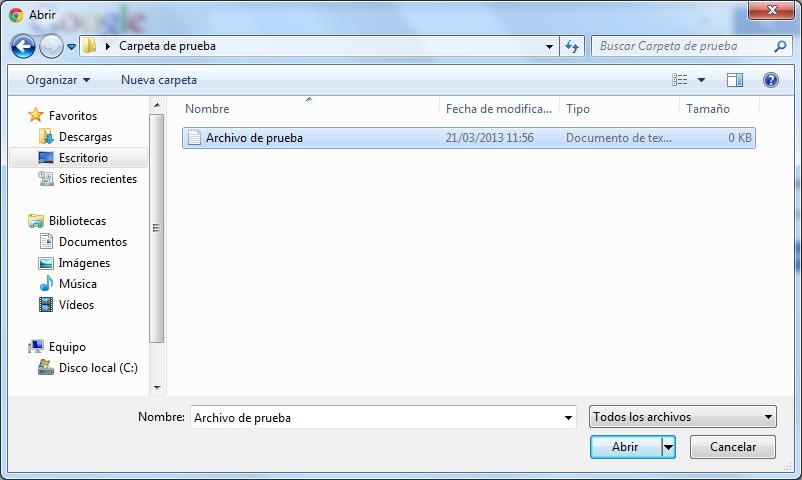 Abrir
Google
Carpeta de prueba
Buscar Carpeta de prueba
Organizar
Nueva carpeta
Nombre
Fecha de modifica...
Tipo
Tamaño
Favoritos
Descargas
Escritorio
Sitios recientes
Bibliotecas
Documentos
Imágenes
Música
Vídeos
Equipo
Disco local (C:)
Archivo de prueba
21/03/2013 11:56
Documento de tex...
0 KB
Nombre:
Archivo de prueba
Todos los archivos
Abrir
Cancelar